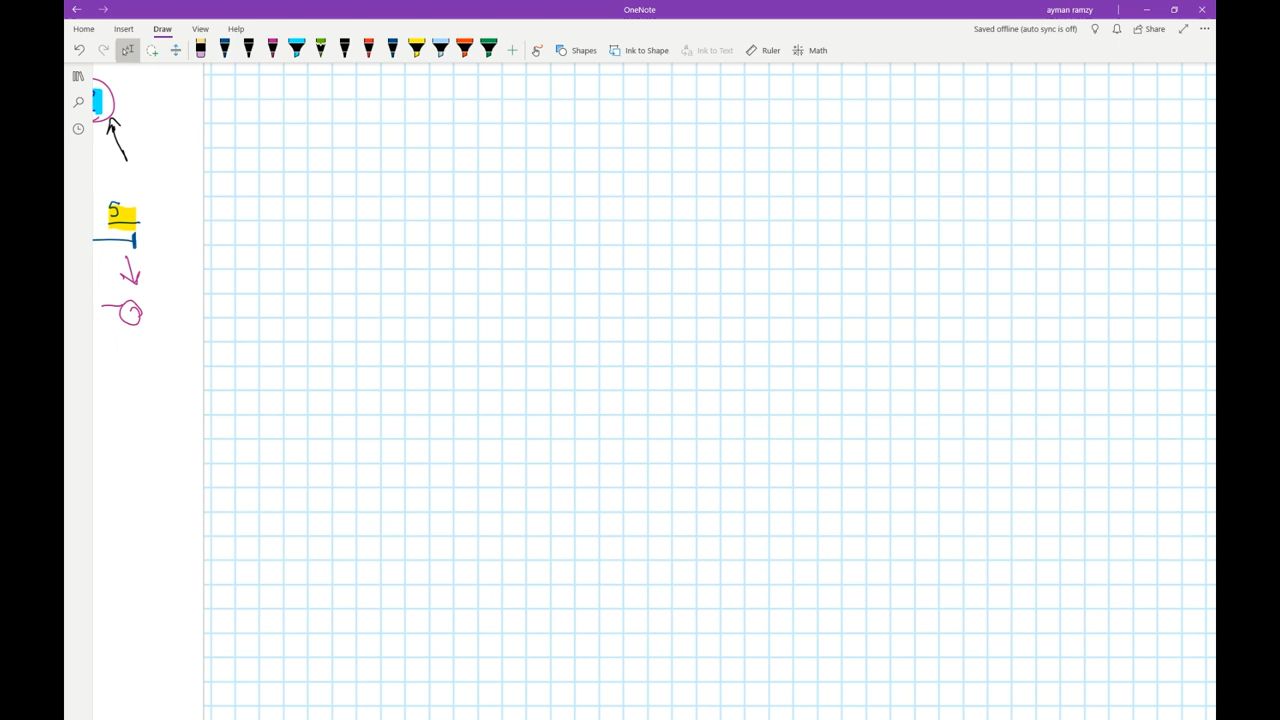 OneNote
ayman ramzy
Home Insert Draw View Help
Saved offline (auto sync is off)
Share
Shapes
Ink to Shape
Ink to Text
Ruler
Math
5